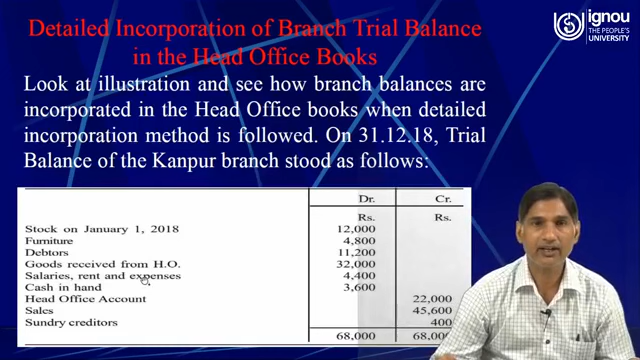 Detailed Incorporation of Branch Trial Balance
in the Head Office Books
ignou
THE PEOPLE'S
UNIVERSITY
Look at illustration and see how branch balances are
incorporated in the Head Office books when detailed
incorporation method is followed. On 31.12.18, Trial
Balance of the Kanpur branch stood as follows:
Dr. Cr.
Rs. Rs.
Stock on January 1, 2018 12,000
Furniture 4,800
Debtors 11,200
Goods received from H.O. 32,000
Salaries, rent and expenses 4,400
Cash in hand 3,600
Head Office Account 22,000
Sales 45,600
Sundry creditors 400
68,000 68,000